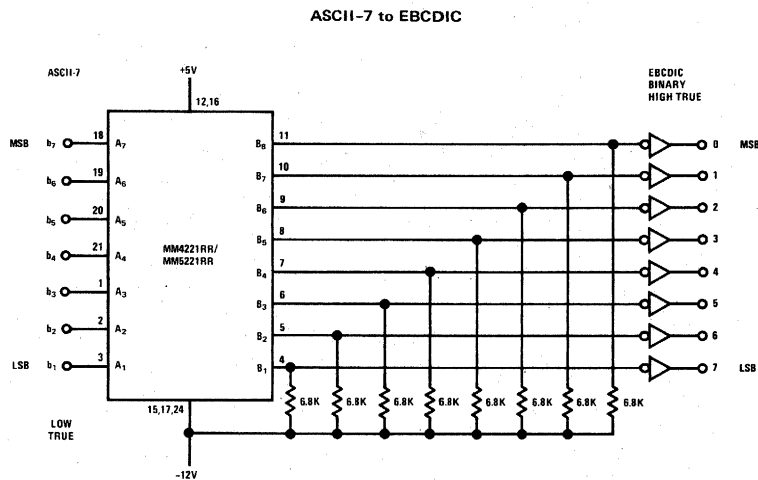 ASCII-7 to EBCDIC
ASCII-7
+5V
EBCDIC
BINARY
HIGH TRUE
12,16
MSB b7 18 A7 B8 11 0 MSB
b6 19 A6 B7 10 1
b5 20 A5 B6 9 2
b4 21 A4 B5 8 3
MM4221RR/
MM5221RR
B4 7 4
b3 1 A3 B3 6 5
b2 2 A2 B2 5 6
LSB b1 3 A1 B1 4 7 LSB
6.8K 6.8K 6.8K 6.8K 6.8K 6.8K 6.8K 6.8K
15,17,24
LOW
TRUE
-12V